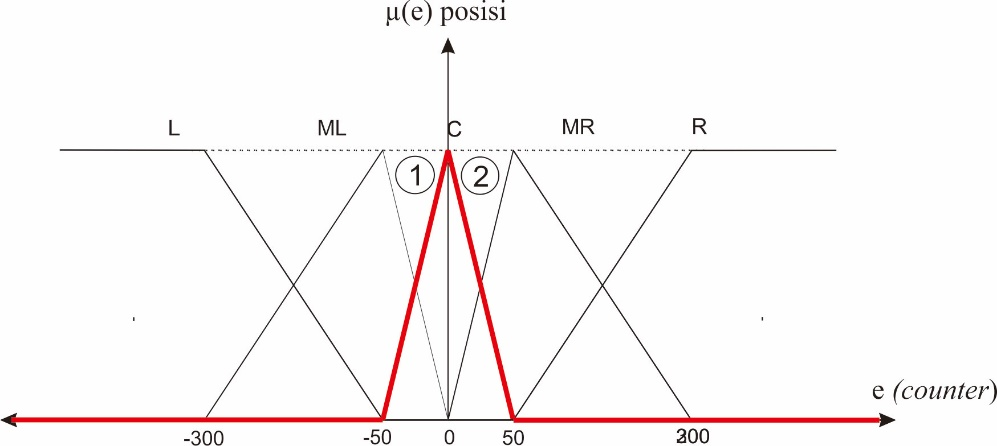 µ(e) posisi
L ML C MR R
1 2
e (counter)
-300 -50 0 50